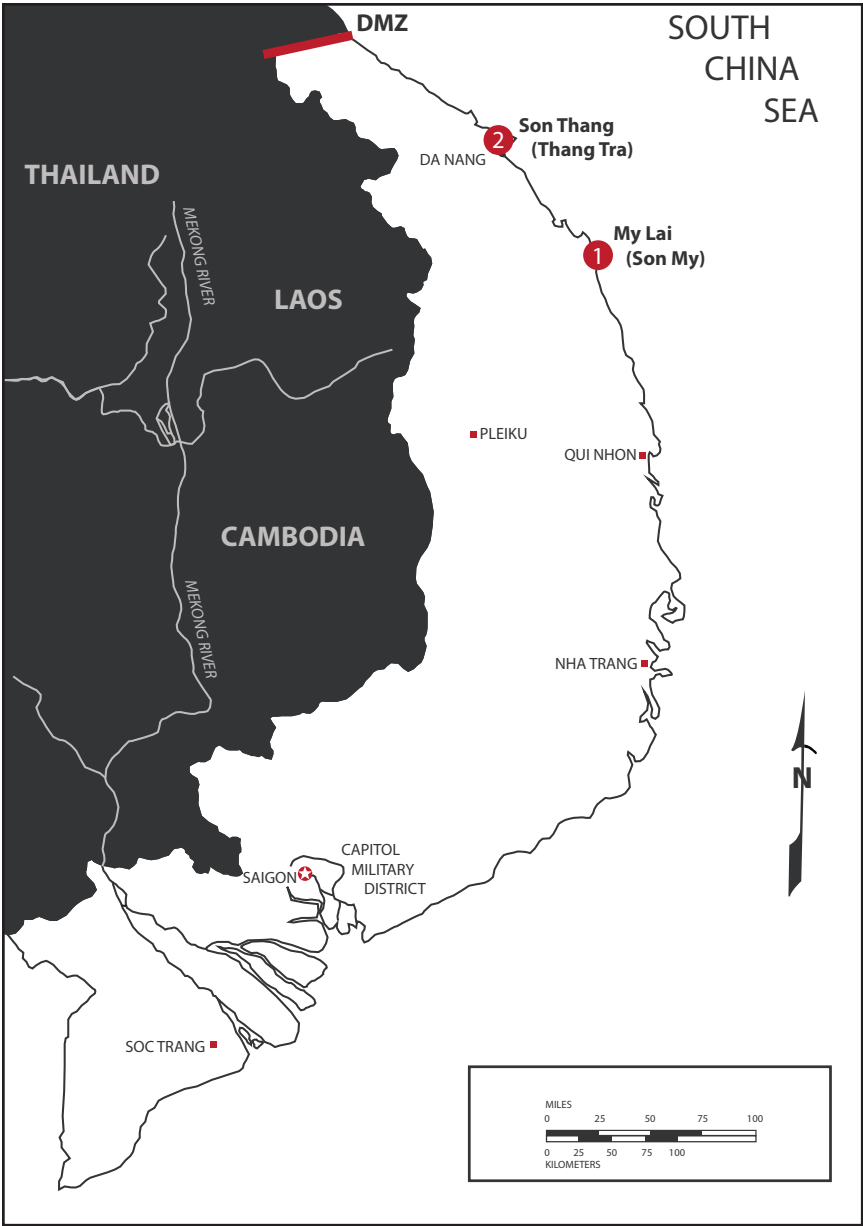 DMZ
SOUTH
CHINA
SEA
2
Son Thang
(Thang Tra)
DA NANG
THAILAND
MEKONG RIVER
My Lai
(Son My)
1
LAOS
PLEIKU
QUI NHON
CAMBODIA
MEKONG RIVER
NHA TRANG
N
CAPITOL
MILITARY
DISTRICT
SAIGON
SOC TRANG
MILES
0 25 50 75 100
0 25 50 75 100
KILOMETERS